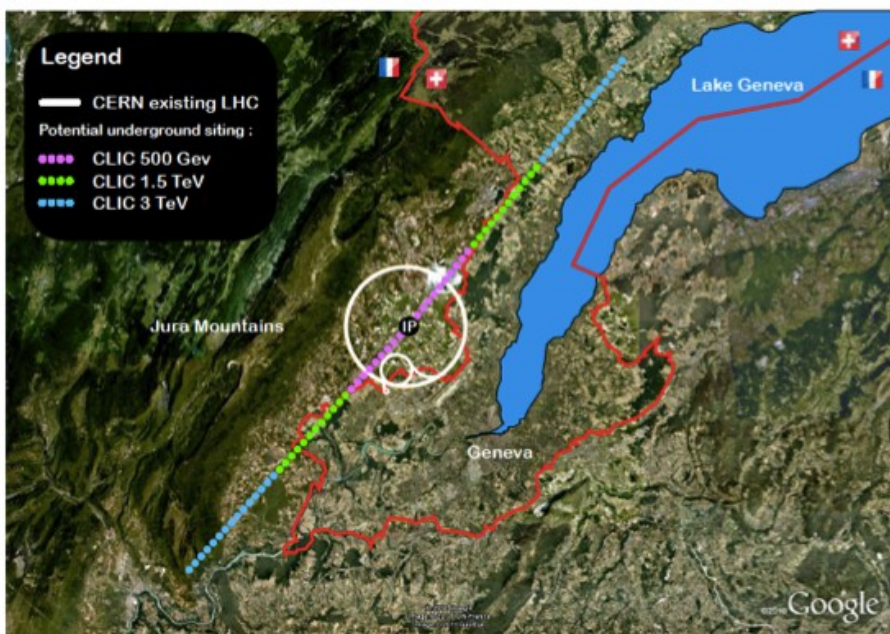 Legend
CERN existing LHC
Potential underground siting :
CLIC 500 Gev
CLIC 1.5 TeV
CLIC 3 TeV
Lake Geneva
Jura Mountains
IP
Geneva
Google